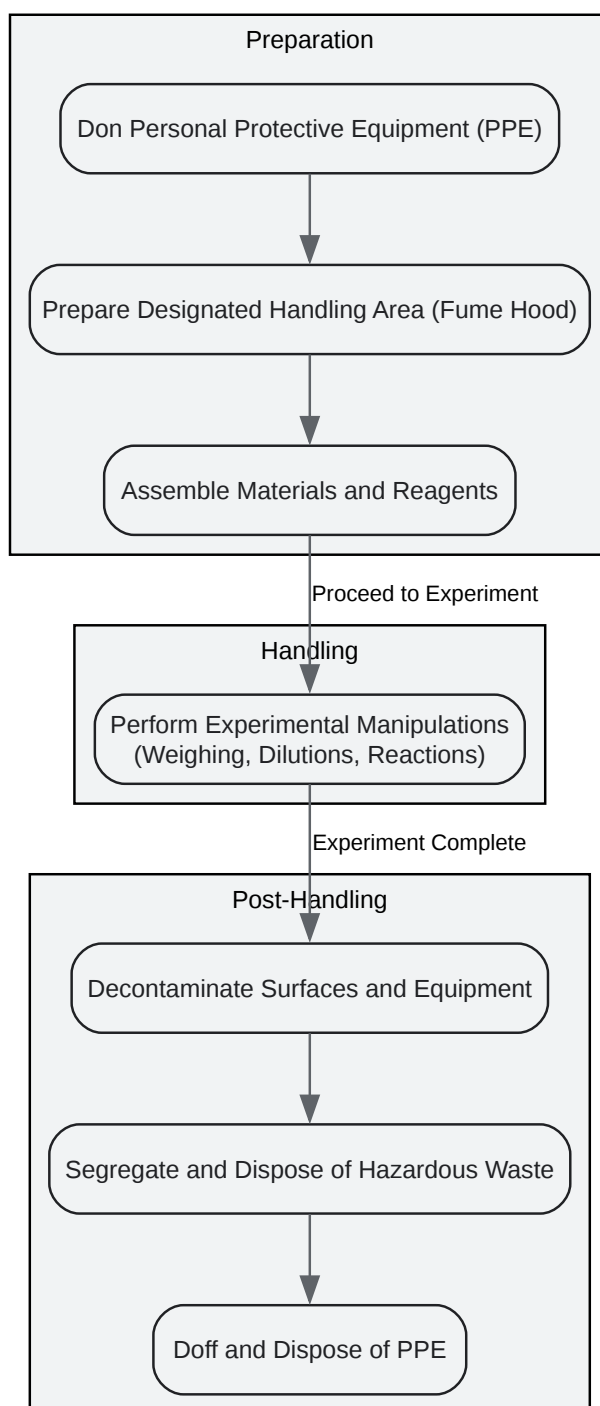 Preparation
Don Personal Protective Equipment (PPE)
Prepare Designated Handling Area (Fume Hood)
Assemble Materials and Reagents
Proceed to Experiment
Handling
Perform Experimental Manipulations
(Weighing, Dilutions, Reactions)
Experiment Complete
Post-Handling
Decontaminate Surfaces and Equipment
Segregate and Dispose of Hazardous Waste
Doff and Dispose of PPE